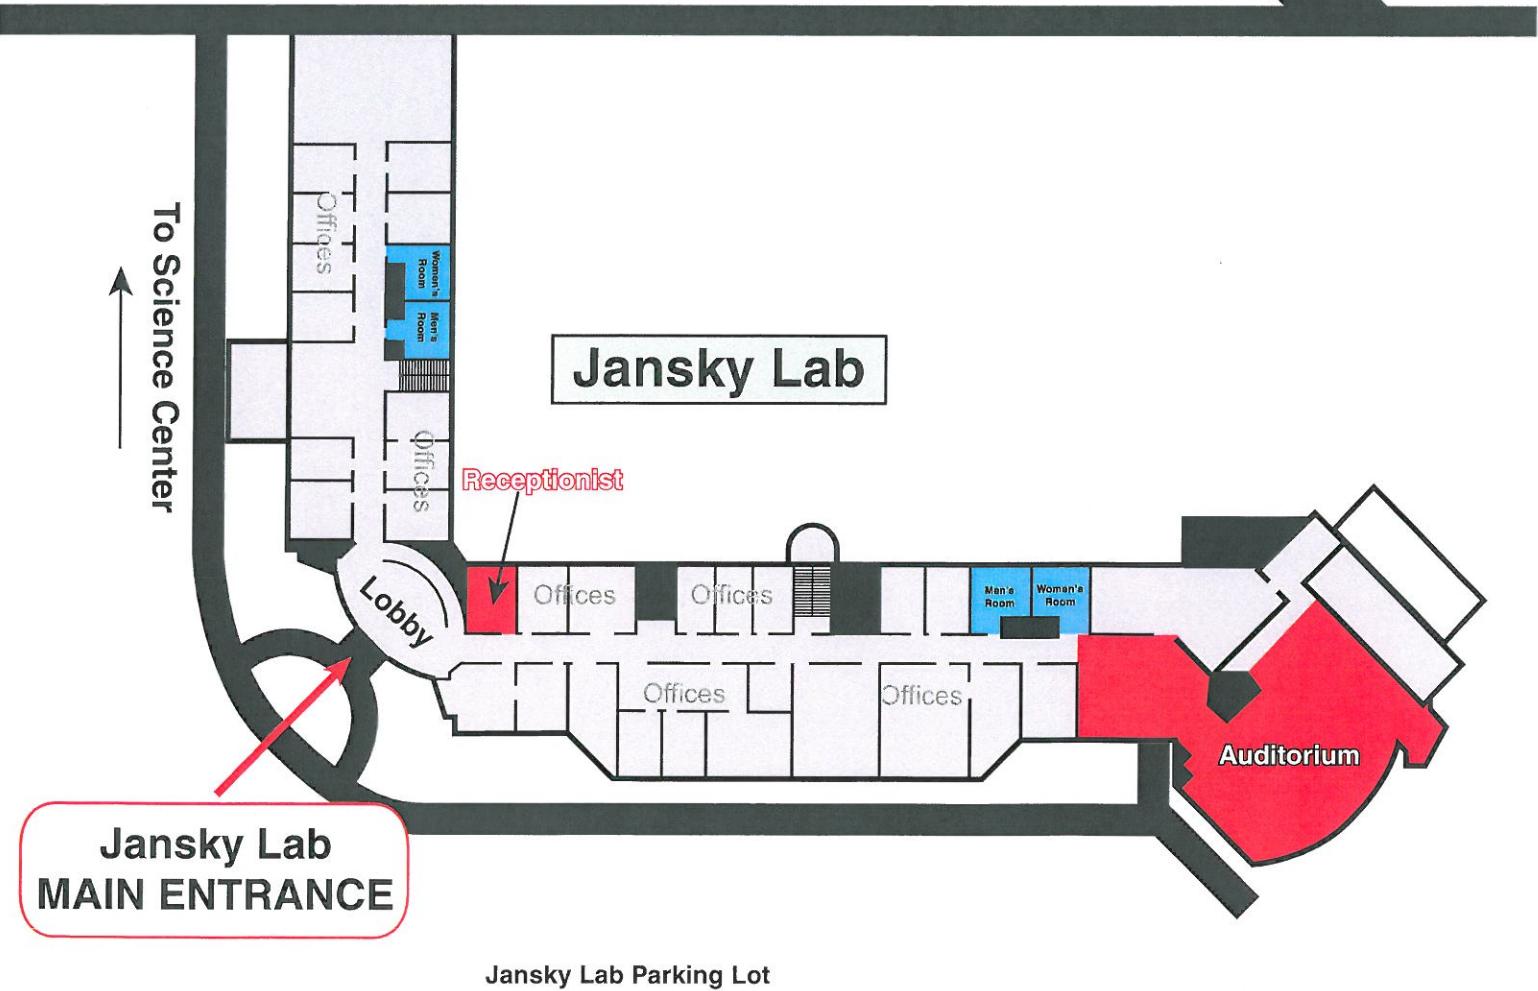 To Science Center
Offices
Women's
Room
Men's
Room
Offices
Jansky Lab
Receptionist
Lobby
Offices
Offices
Men's
Room
Women's
Room
Offices
Offices
Auditorium
Jansky Lab
MAIN ENTRANCE
Jansky Lab Parking Lot